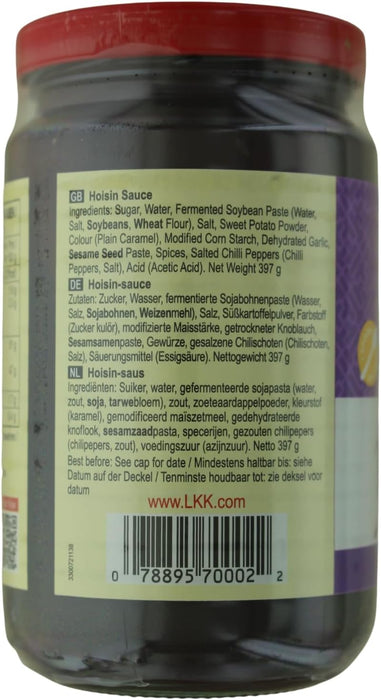 GB Hoisin Sauce
Ingredients: Sugar, Water, Fermented Soybean Paste (Water,
Salt, Soybeans, Wheat Flour), Salt, Sweet Potato Powder,
Colour (Plain Caramel), Modified Corn Starch, Dehydrated Garlic,
Sesame Seed Paste, Spices, Salted Chilli Peppers (Chilli
Peppers, Salt), Acid (Acetic Acid). Net Weight 397 g
DE Hoisin-sauce
Zutaten: Zucker, Wasser, fermentierte Sojabohnenpaste (Wasser,
Salz, Sojabohnen, Weizenmehl), Salz, Süßkartoffelpulver, Farbstoff
(Zucker kulör), modifizierte Maisstärke, getrockneter Knoblauch,
Sesamsamenpaste, Gewürze, gesalzene Chilischoten (Chilischoten,
Salz), Säuerungsmittel (Essigsäure). Nettogewicht 397 g
NL Hoisin-saus
Ingrediënten: Suiker, water, gefermenteerde sojapasta (water,
zout, soja, tarwebloem), zout, zoeteaardappelpoeder, kleurstof
(karamel), gemodificeerd maïszetmeel, gedehydrateerde
knoflook, sesamzaadpasta, specerijen, gezouten chilipepers
(chilipepers, zout), voedingszuur (azijnzuur). Netto 397 g
Best before: See cap for date / Mindestens haltbar bis: siehe
Datum auf der Deckel / Tenminste houdbaar tot: zie deksel voor
datum
www.LKK.com
3300721138
0 78895 70002 2